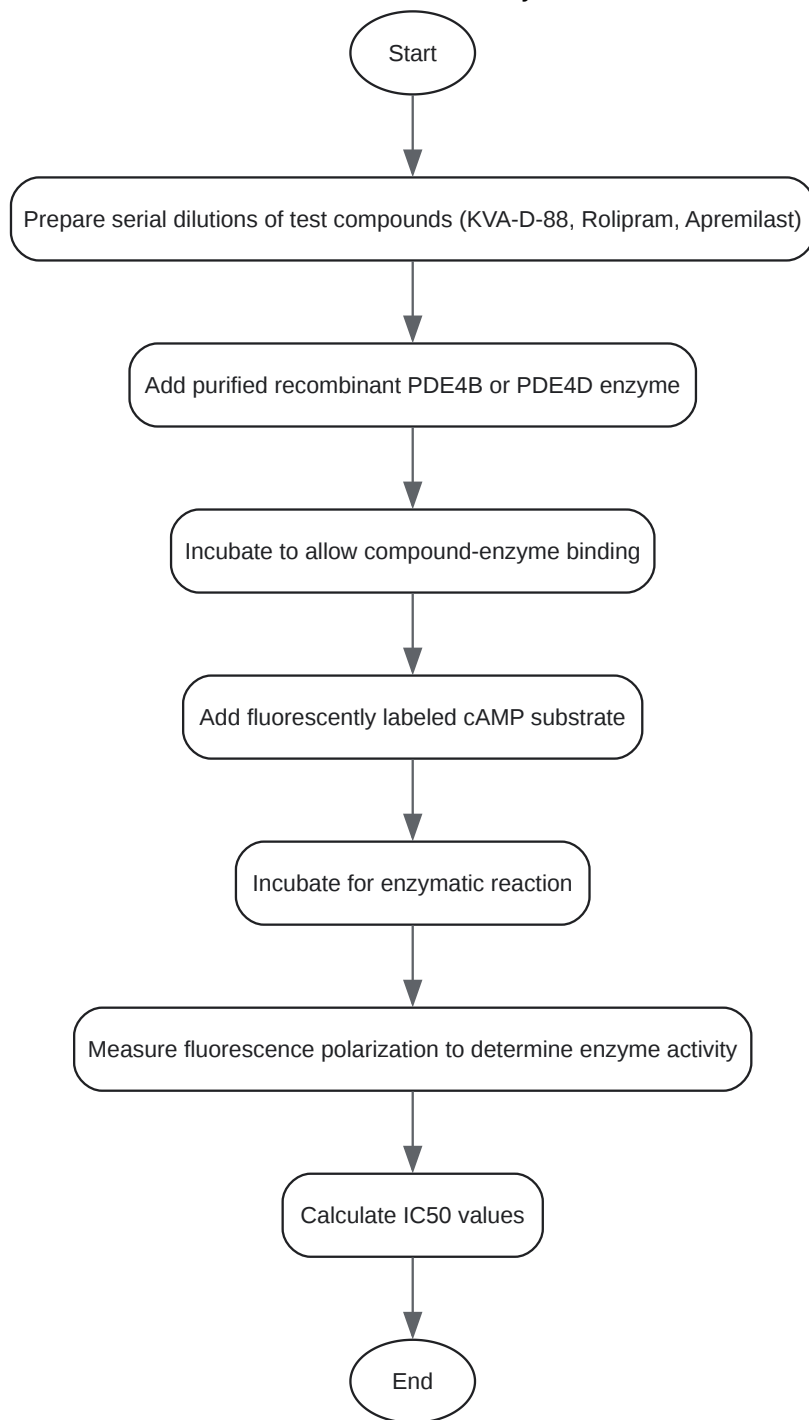 Start
Prepare serial dilutions of test compounds (KVA-D-88, Rolipram, Apremilast)
Add purified recombinant PDE4B or PDE4D enzyme
Incubate to allow compound-enzyme binding
Add fluorescently labeled cAMP substrate
Incubate for enzymatic reaction
Measure fluorescence polarization to determine enzyme activity
Calculate IC50 values
End